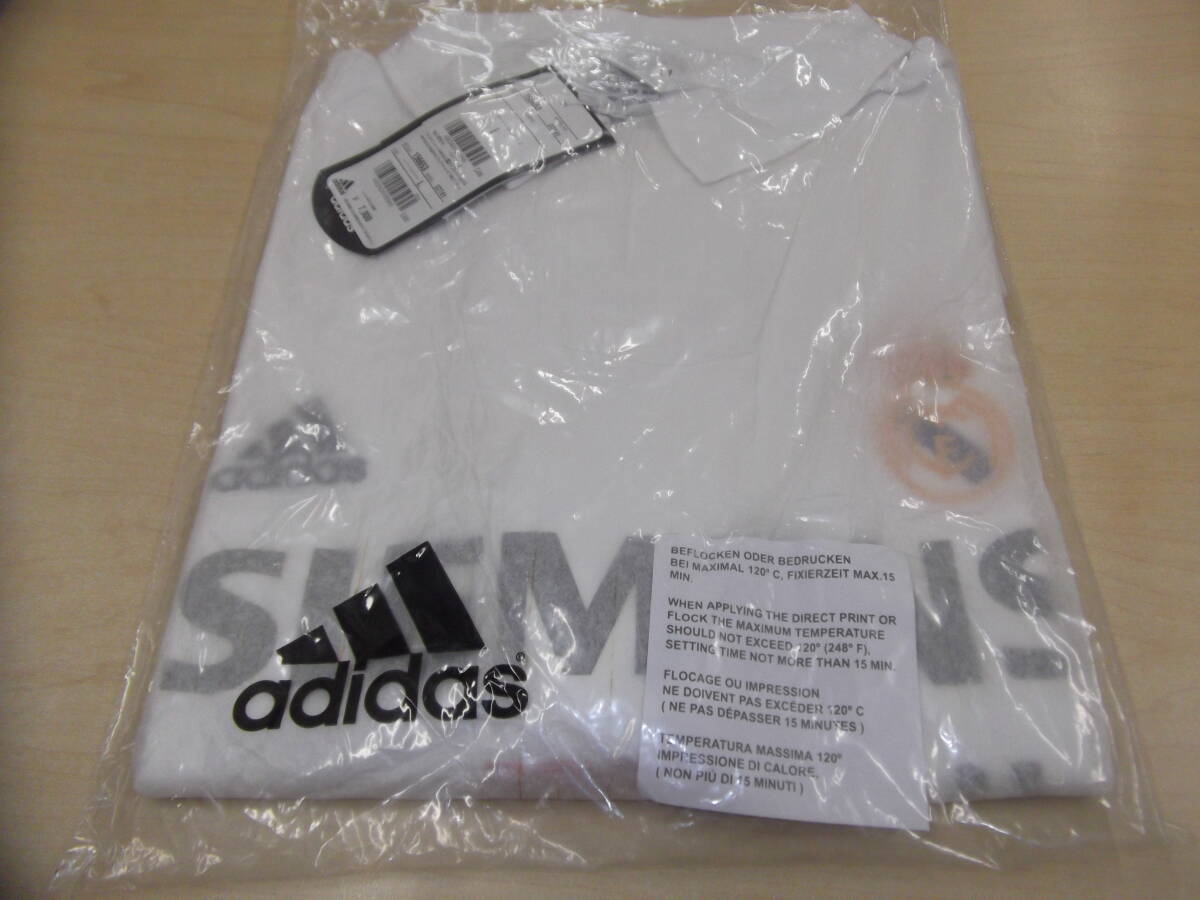 adidas
adidas
SIEMENS
adidas
BEFLOCKEN ODER BEDRUCKEN
BEI MAXIMAL 120° C, FIXIERZEIT MAX.15
MIN.
WHEN APPLYING THE DIRECT PRINT OR
FLOCK THE MAXIMUM TEMPERATURE
SHOULD NOT EXCEED 120° (248° F).
SETTING TIME NOT MORE THAN 15 MIN.
FLOCAGE OU IMPRESSION
NE DOIVENT PAS EXCÉDER 120° C
( NE PAS DÉPASSER 15 MINUTES )
TEMPERATURA MASSIMA 120°
IMPRESSIONE DI CALORE,
( NON PIÙ DI 15 MINUTI )